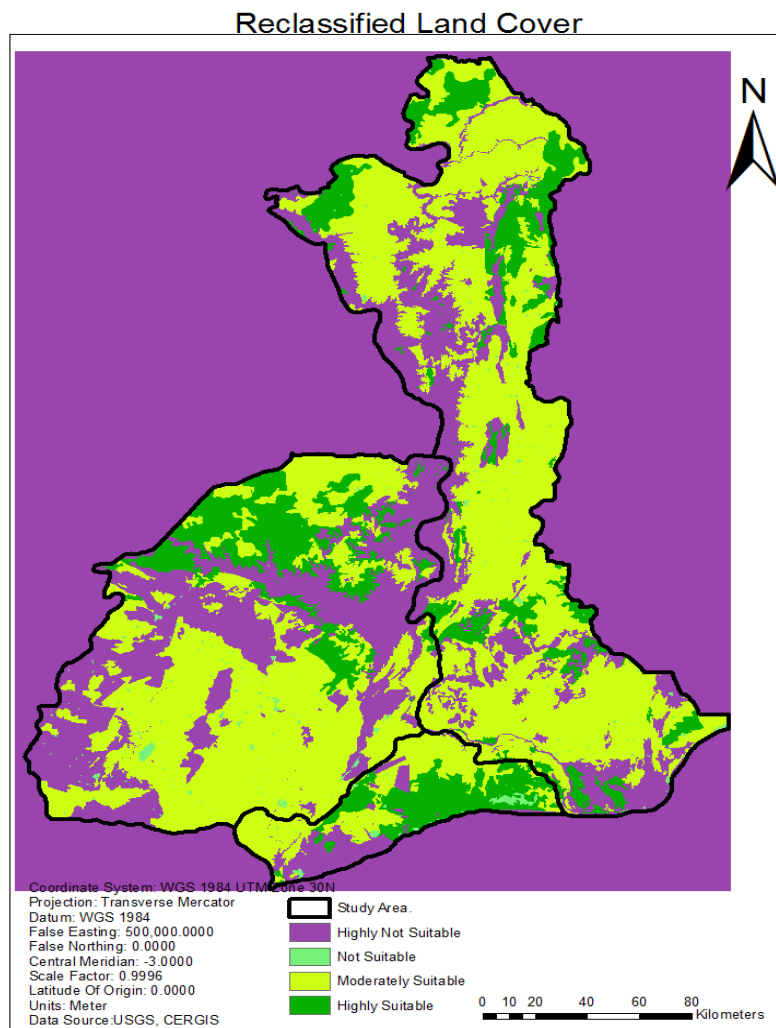 Reclassified Land Cover
N
Coordinate System: WGS 1984 UTM Zone 30N
Projection: Transverse Mercator
Datum: WGS 1984
False Easting: 500,000.0000
False Northing: 0.0000
Central Meridian: -3.0000
Scale Factor: 0.9996
Latitude Of Origin: 0.0000
Units: Meter
Data Source:USGS, CERGIS
Study Area.
Highly Not Suitable
Not Suitable
Moderately Suitable
Highly Suitable
0 10 20 40 60 80
Kilometers